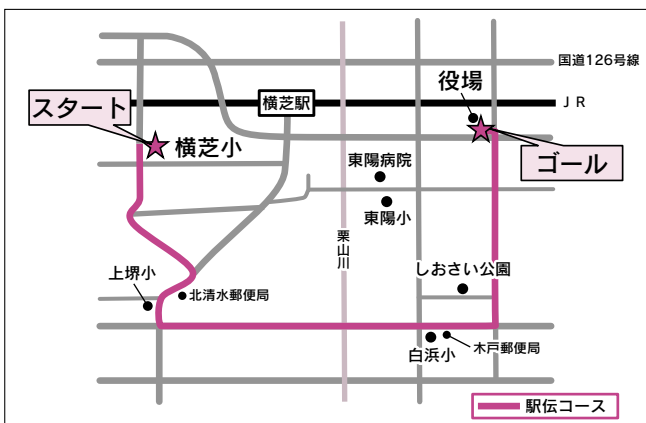 国道126号線
役場
JR
スタート
横芝駅
横芝小
ゴール
東陽病院
東陽小
栗山川
しおさい公園
上堺小
北清水郵便局
白浜小
木戸郵便局
駅伝コース